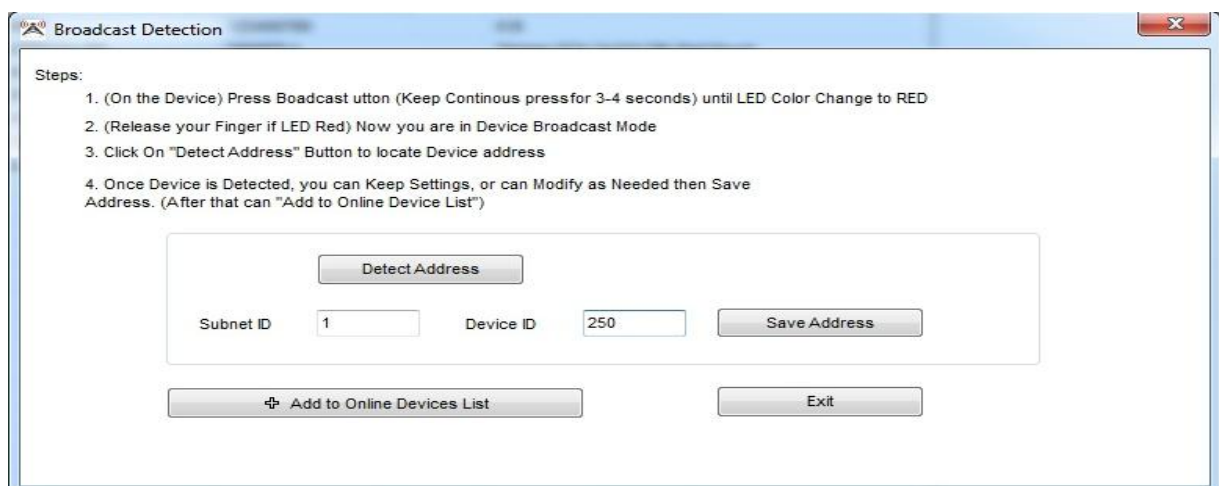 Broadcast Detection
Steps:
1. (On the Device) Press Boadcast utton (Keep Continous pressfor 3-4 seconds) until LED Color Change to RED
2. (Release your Finger if LED Red) Now you are in Device Broadcast Mode
3. Click On "Detect Address" Button to locate Device address
4. Once Device is Detected, you can Keep Settings, or can Modify as Needed then Save
Address. (After that can "Add to Online Device List")
Detect Address
Subnet ID 1 Device ID 250 Save Address
Add to Online Devices List Exit